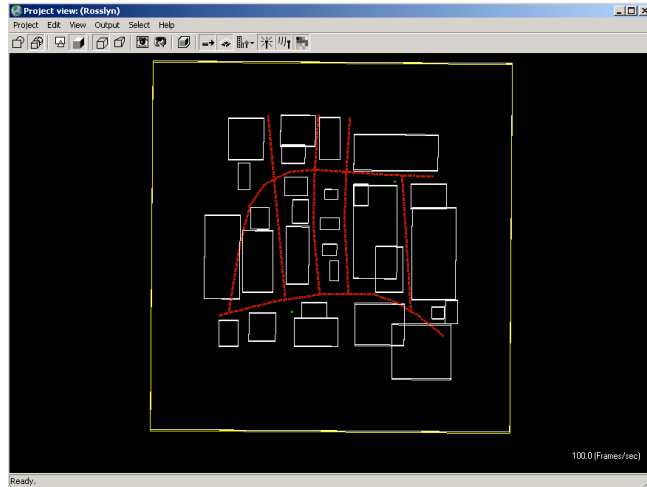 Project view: (Rosslyn)
Project Edit View Output Select Help
100.0 (Frames/sec)
Ready.